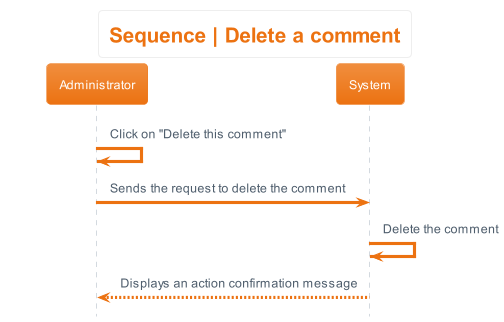 Sequence | Delete a comment
Administrator
System
Click on "Delete this comment"
Sends the request to delete the comment
Delete the comment
Displays an action confirmation message